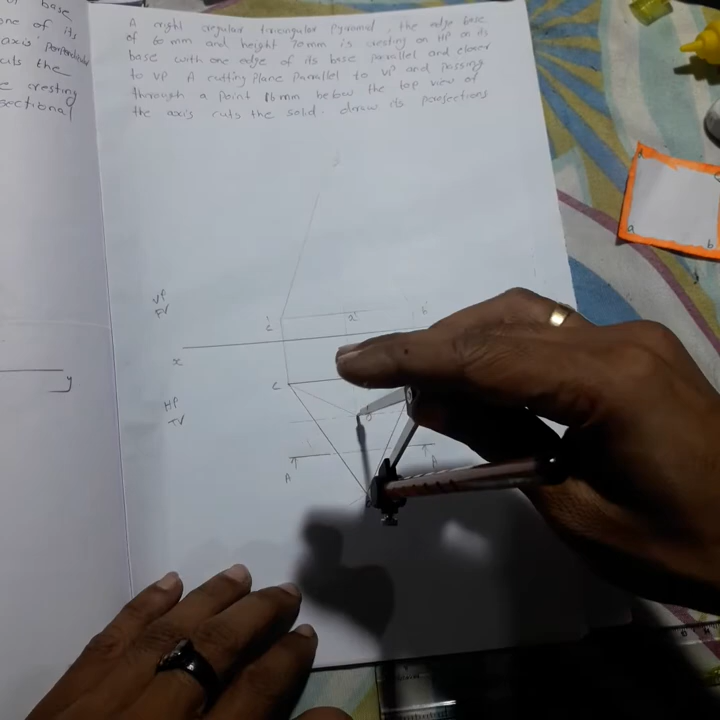 base
one of its
axis perpendicular
cuts the
e resting
sectional
A right regular triangular Pyramid, the edge base
of 60 mm and height 70mm is resting on HP on its
base with one edge of its base parallel and closer
to VP. A cutting Plane Parallel to VP and passing
through a point 16 mm below the top view of
the axis cuts the solid. draw its projections
VP
FV
c'
a'
b'
x
c
HP
TV
o
A
A
y
a
b